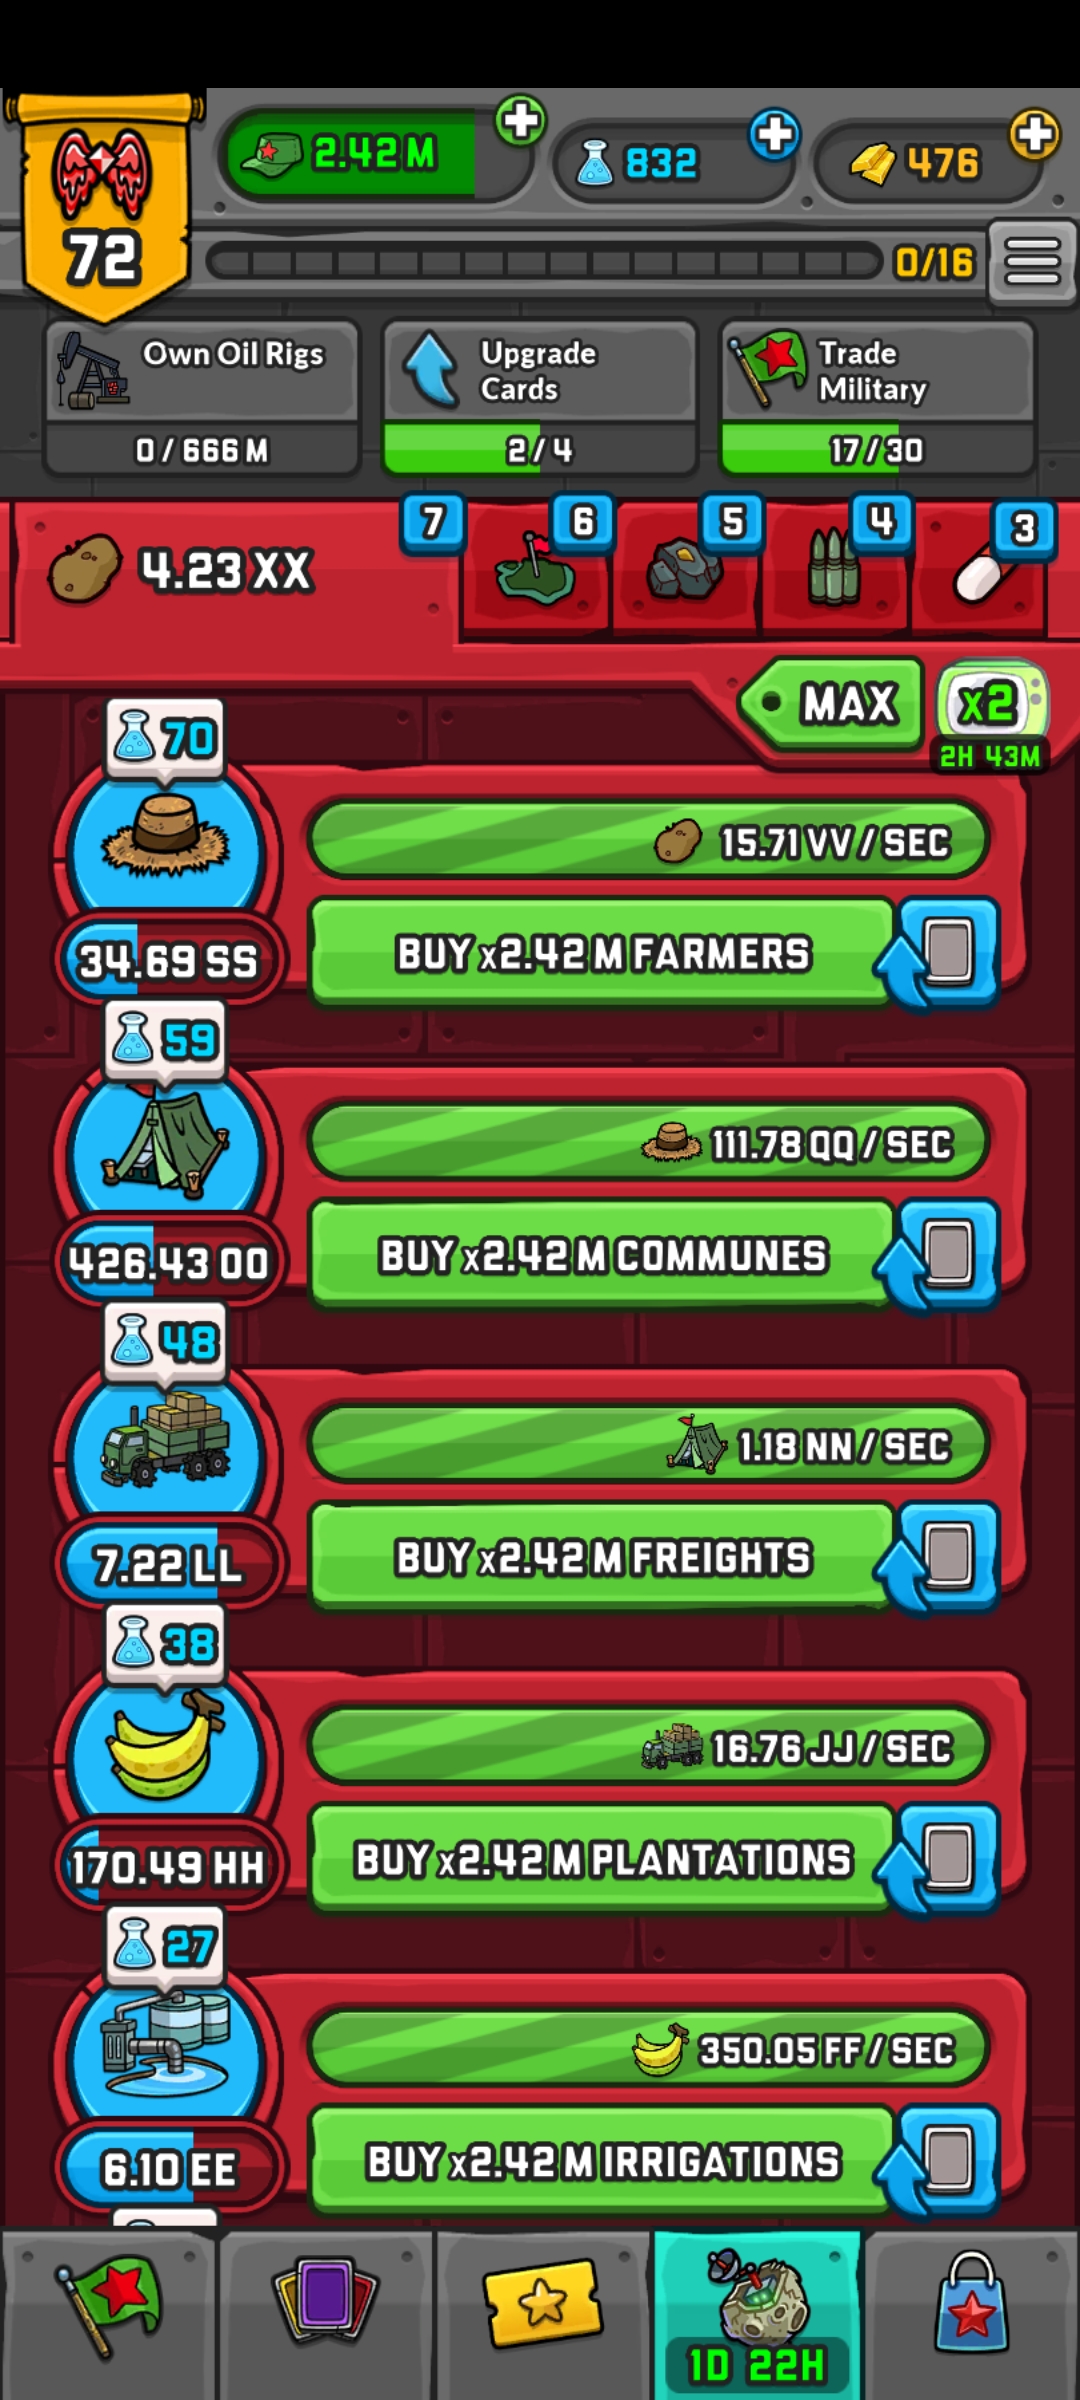 2.42 M
832
476
72
0/16
Own Oil Rigs
0 / 666 M
Upgrade
Cards
2 / 4
Trade
Military
17 / 30
4.23 XX
7
6
5
4
3
MAX
x2
2H 43M
70
15.71 VV / SEC
BUY x2.42 M FARMERS
34.69 SS
59
111.78 QQ / SEC
BUY x2.42 M COMMUNES
426.43 OO
48
1.18 NN / SEC
BUY x2.42 M FREIGHTS
7.22 LL
38
16.76 JJ / SEC
BUY x2.42 M PLANTATIONS
170.49 HH
27
350.05 FF / SEC
BUY x2.42 M IRRIGATIONS
6.10 EE
1D 22H